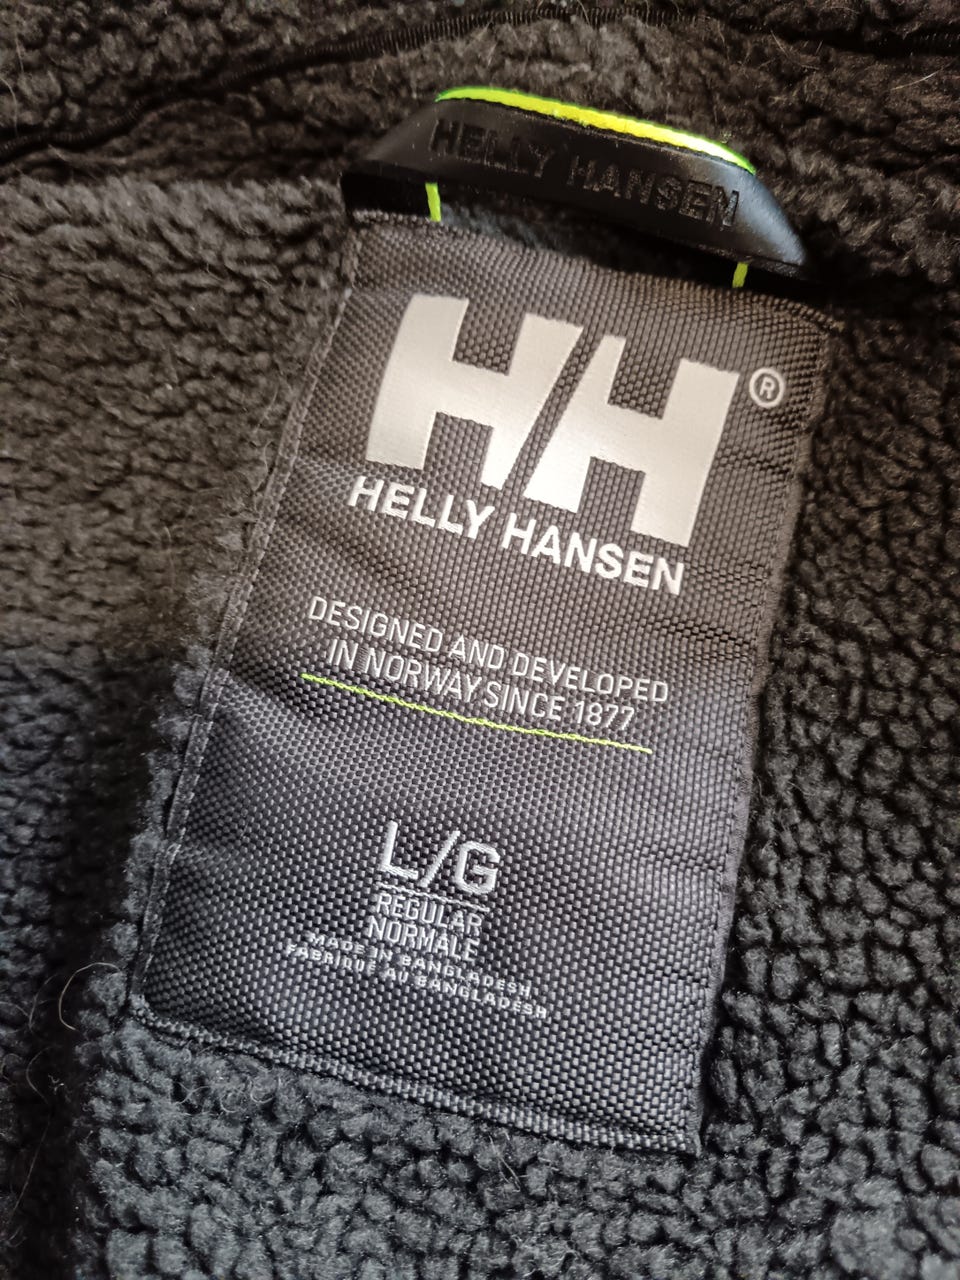 HELLY HANSEN
HH®
HELLY HANSEN
DESIGNED AND DEVELOPED
IN NORWAY SINCE 1877
L/G
REGULAR
NORMALE
MADE IN BANGLADESH
FABRIQUÉ AU BANGLADESH